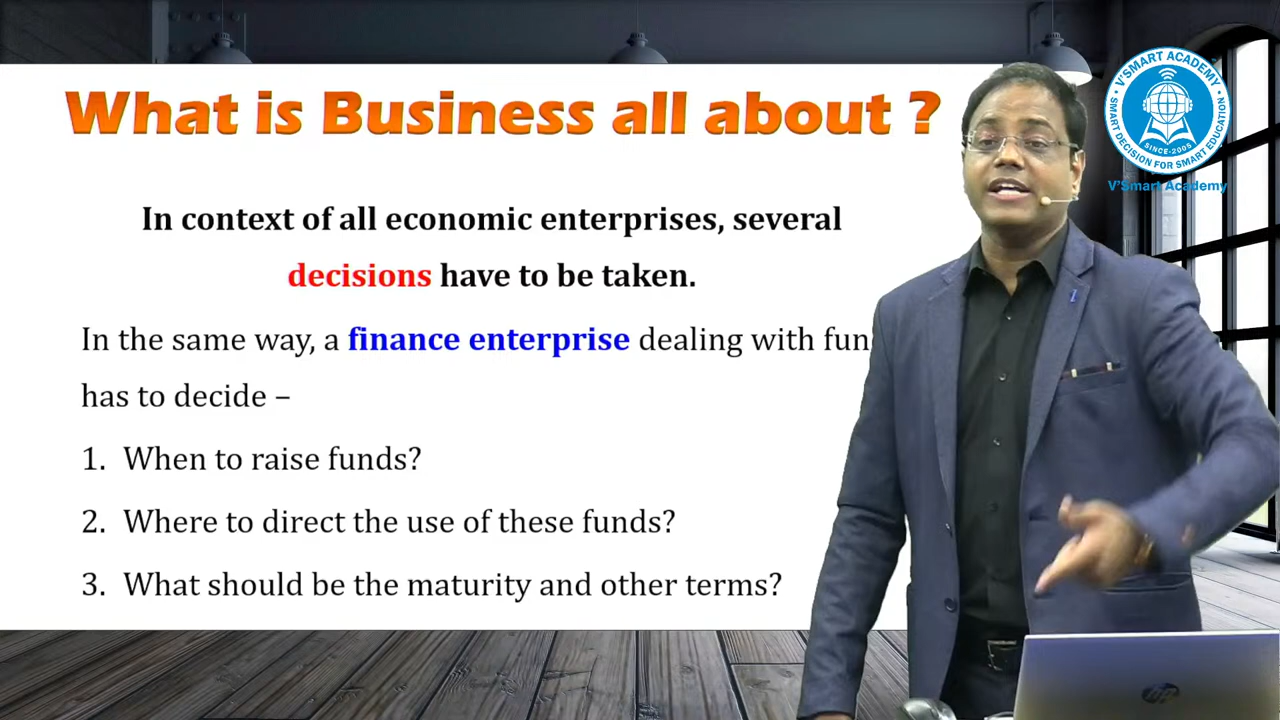 What is Business all about ?
In context of all economic enterprises, several
decisions have to be taken.
In the same way, a finance enterprise dealing with fun
has to decide –
1. When to raise funds?
2. Where to direct the use of these funds?
3. What should be the maturity and other terms?
V'SMART ACADEMY
SMART DECISION FOR SMART EDUCATION
SINCE-2005
V'Smart Academy
hp